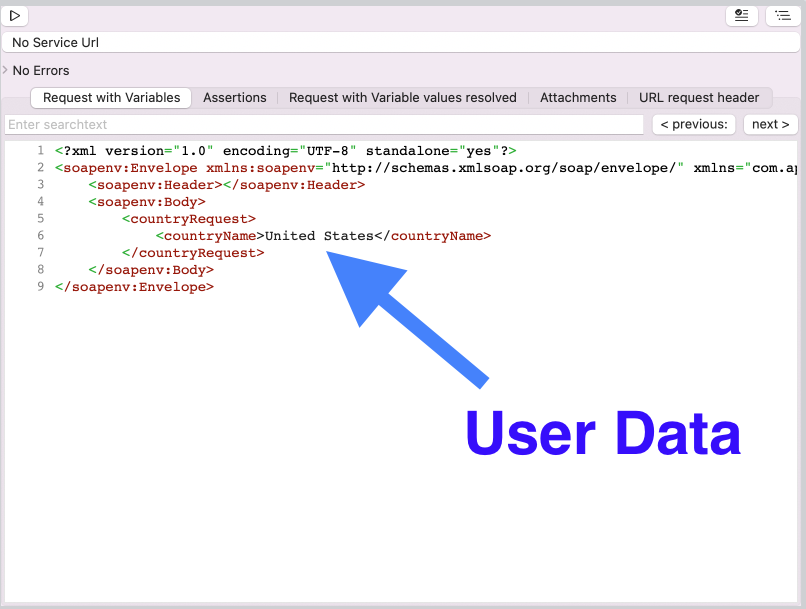 No Service Url
No Errors
Request with Variables Assertions Request with Variable values resolved Attachments URL request header
Enter searchtext < previous: next >
1 <?xml version="1.0" encoding="UTF-8" standalone="yes"?>
2 <soapenv:Envelope xmlns:soapenv="http://schemas.xmlsoap.org/soap/envelope/" xmlns="com.ap
3 <soapenv:Header></soapenv:Header>
4 <soapenv:Body>
5 <countryRequest>
6 <countryName>United States</countryName>
7 </countryRequest>
8 </soapenv:Body>
9 </soapenv:Envelope>
User Data